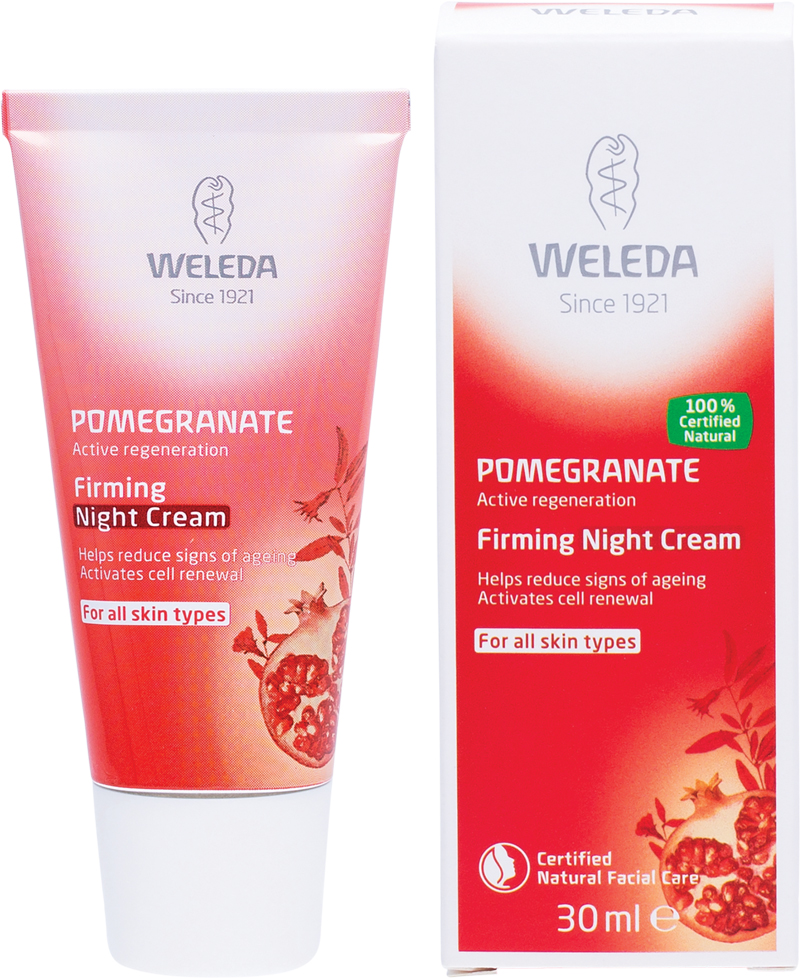 WELEDA
Since 1921
POMEGRANATE
Active regeneration
Firming
Night Cream
Helps reduce signs of ageing
Activates cell renewal
For all skin types
WELEDA
WELEDA
Since 1921
100 %
Certified
Natural
POMEGRANATE
Active regeneration
Firming Night Cream
Helps reduce signs of ageing
Activates cell renewal
For all skin types
Certified
Natural Facial Care
30 ml ℮